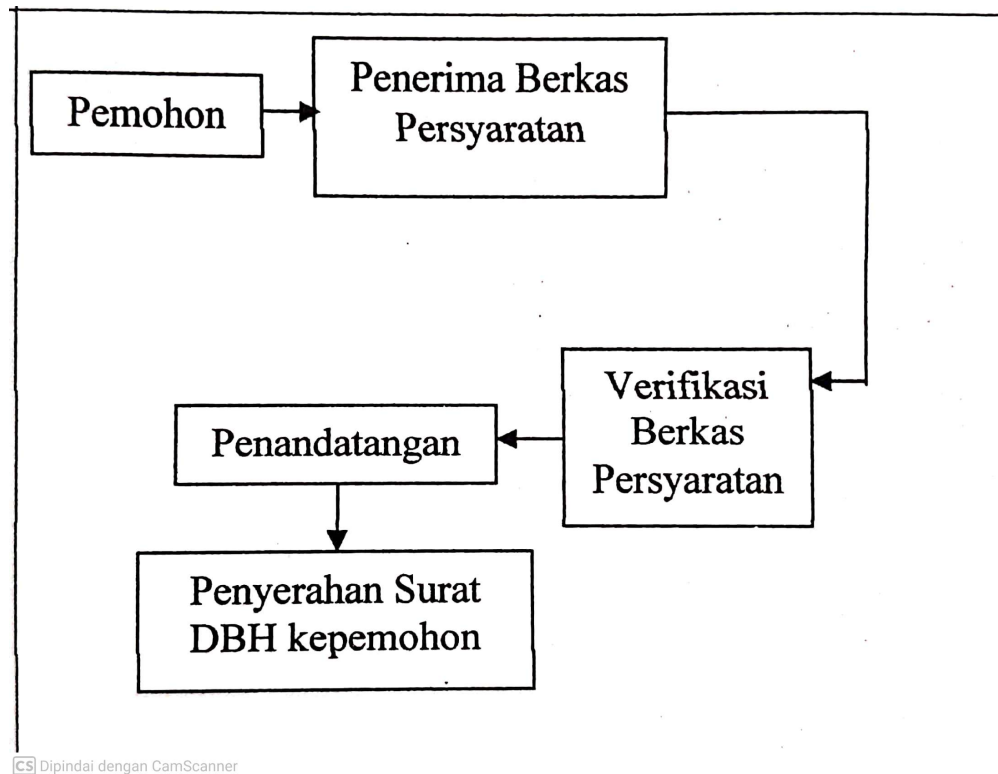 Pemohon
Penerima Berkas
Persyaratan
Verifikasi
Berkas
Persyaratan
Penandatangan
Penyerahan Surat
DBH kepemohon
CS Dipindai dengan CamScanner